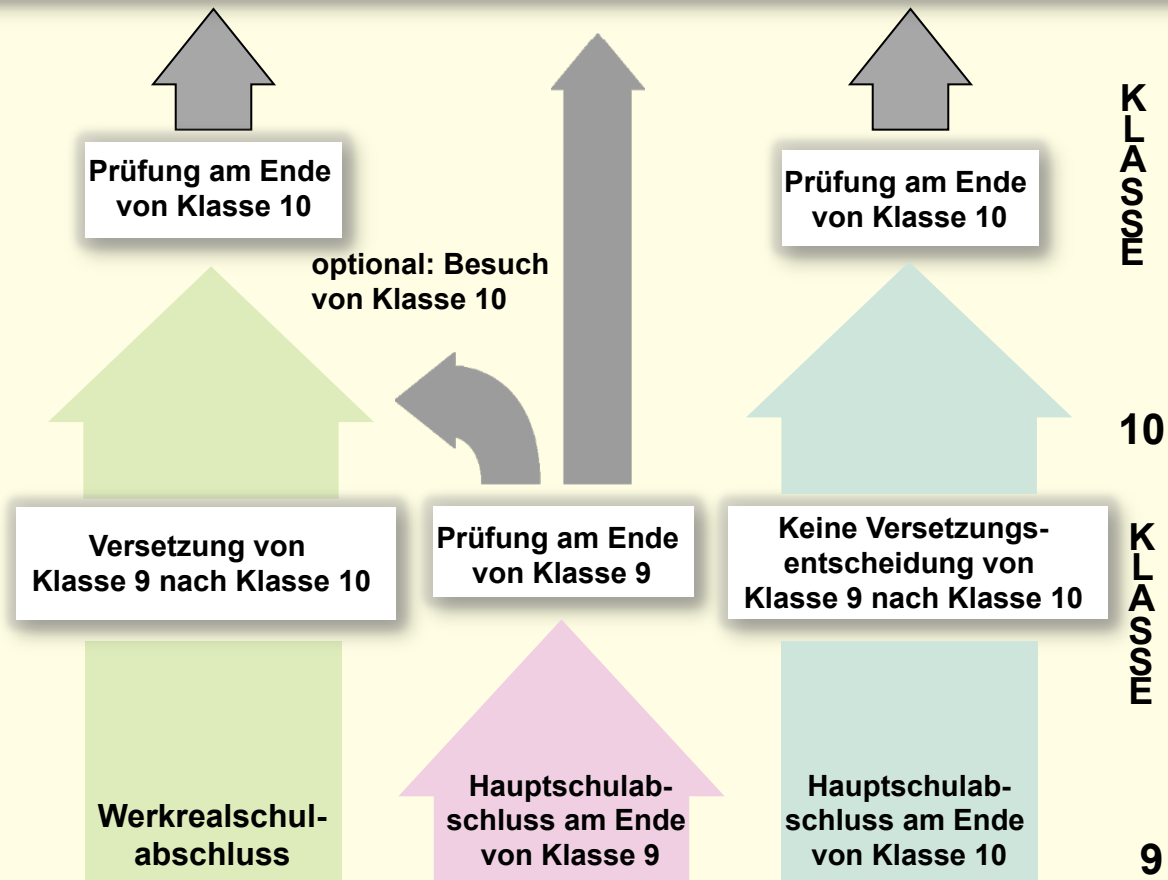 Prüfung am Ende
von Klasse 10
Prüfung am Ende
von Klasse 10
K
L
A
S
S
E
optional: Besuch
von Klasse 10
10
Versetzung von
Klasse 9 nach Klasse 10
Prüfung am Ende
von Klasse 9
Keine Versetzungs-
entscheidung von
Klasse 9 nach Klasse 10
K
L
A
S
S
E
Werkrealschul-
abschluss
Hauptschulab-
schluss am Ende
von Klasse 9
Hauptschulab-
schluss am Ende
von Klasse 10
9